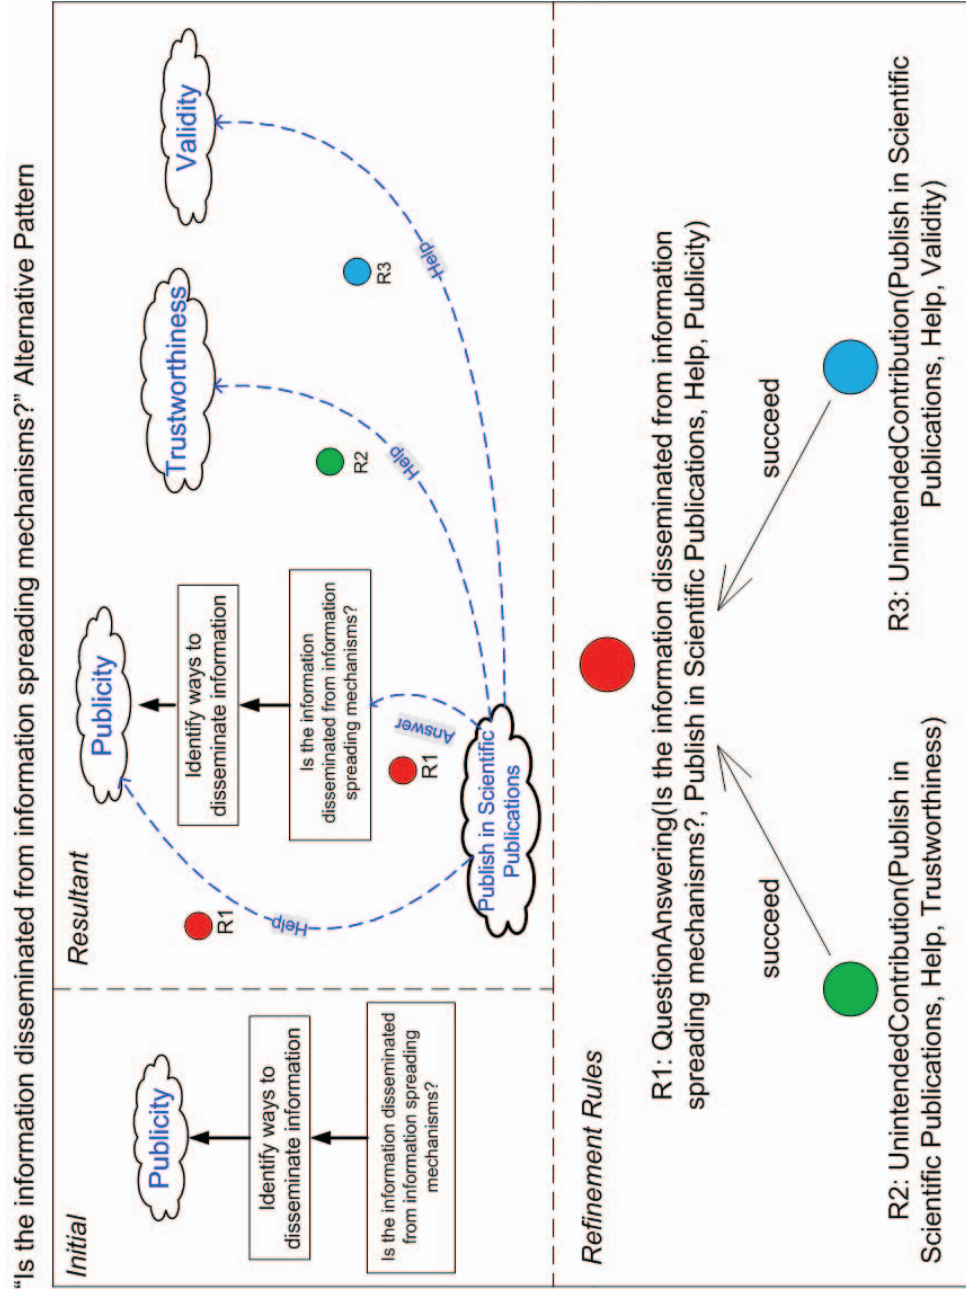 "Is the information disseminated from information spreading mechanisms?" Alternative Pattern
Initial
Publicity
Identify ways to
disseminate information
Is the information disseminated
from information spreading
mechanisms?
Resultant
Publicity
Identify ways to
disseminate information
Is the information
disseminated from information
spreading mechanisms?
Publish in Scientific
Publications
Help
R1
Answer
R1
Trustworthiness
Help
R2
Validity
Help
R3
Refinement Rules
R1: QuestionAnswering(Is the information disseminated from information
spreading mechanisms?, Publish in Scientific Publications, Help, Publicity)
succeed
succeed
R2: UnintendedContribution(Publish in
Scientific Publications, Help, Trustworthiness)
R3: UnintendedContribution(Publish in Scientific
Publications, Help, Validity)